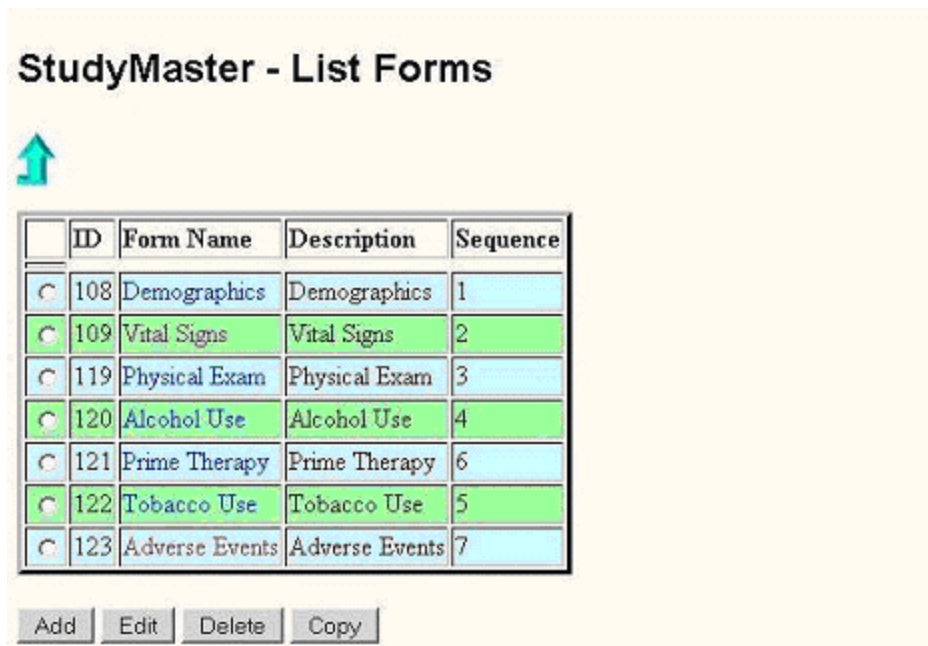 StudyMaster - List Forms
ID Form Name Description Sequence
108 Demographics Demographics 1
109 Vital Signs Vital Signs 2
119 Physical Exam Physical Exam 3
120 Alcohol Use Alcohol Use 4
121 Prime Therapy Prime Therapy 6
122 Tobacco Use Tobacco Use 5
123 Adverse Events Adverse Events 7
Add Edit Delete Copy